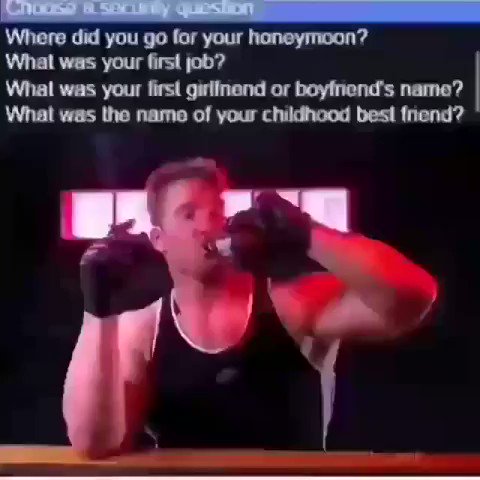 Choose a security question
Where did you go for your honeymoon?
What was your first job?
What was your first girlfriend or boyfriend's name?
What was the name of your childhood best friend?